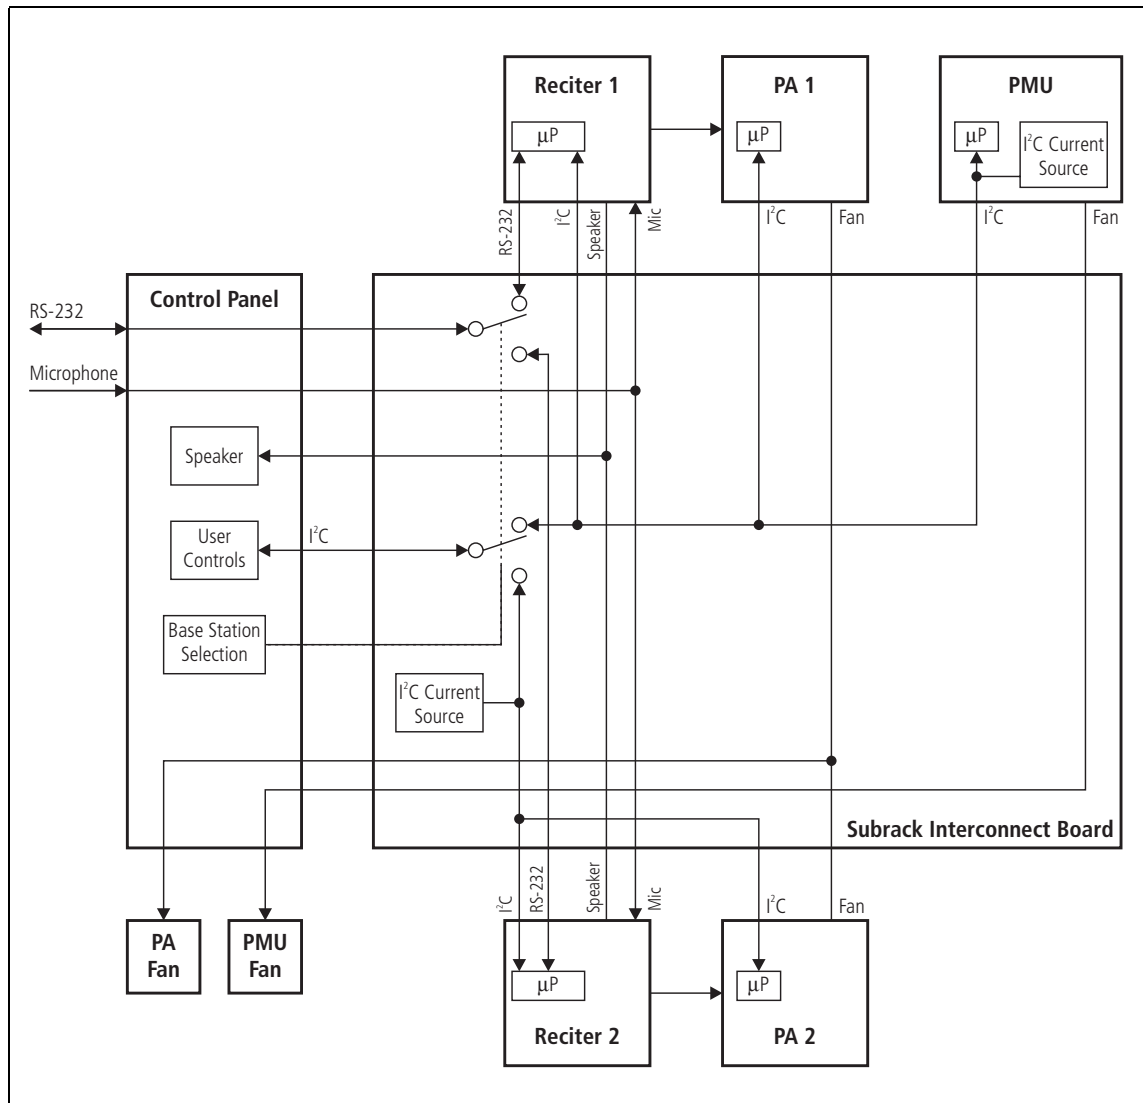 Reciter 1
PA 1
PMU
μP
μP
μP
I²C Current
Source
RS-232
I²C
Speaker
Mic
I²C
Fan
I²C
Fan
Control Panel
RS-232
Microphone
Speaker
User
Controls
I²C
Base Station
Selection
I²C Current
Source
Subrack Interconnect Board
I²C
RS-232
Speaker
Mic
I²C
Fan
PA
Fan
PMU
Fan
μP
μP
Reciter 2
PA 2